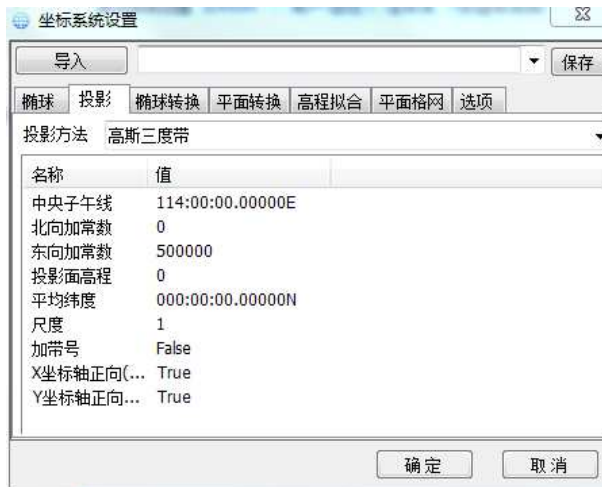 坐标系统设置
导入 保存
椭球 投影 椭球转换 平面转换 高程拟合 平面格网 选项
投影方法 高斯三度带
名称 值
中央子午线 114:00:00.00000E
北向加常数 0
东向加常数 500000
投影面高程 0
平均纬度 000:00:00.00000N
尺度 1
加带号 False
X坐标轴正向(... True
Y坐标轴正向... True
确定 取消